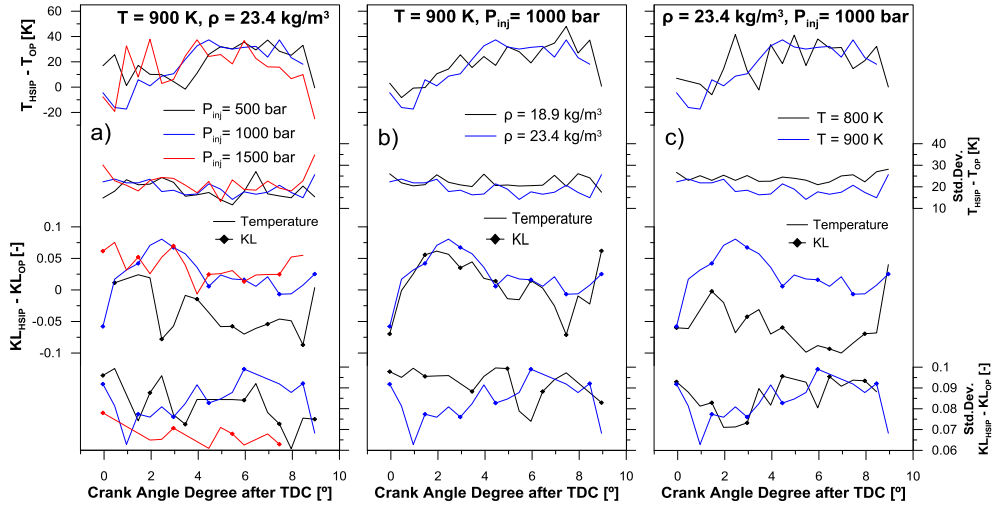 T = 900 K, ρ = 23.4 kg/m³
T = 900 K, P_inj = 1000 bar
ρ = 23.4 kg/m³, P_inj = 1000 bar
T_HSIP - T_OP [K]
60
40
20
0
-20
a)
P_inj= 500 bar
P_inj= 1000 bar
P_inj= 1500 bar
b)
ρ = 18.9 kg/m³
ρ = 23.4 kg/m³
c)
T = 800 K
T = 900 K
40
30
20
10
Std.Dev.
T_HSIP - T_OP [K]
Temperature
KL
Temperature
KL
Temperature
KL
KL_HSIP - KL_OP [-]
0.1
0.05
0
-0.05
-0.1
0.1
0.09
0.08
0.07
0.06
Std.Dev.
KL_HSIP - KL_OP [-]
0 2 4 6 8 10
0 2 4 6 8 10
0 2 4 6 8 10
Crank Angle Degree after TDC [º]
Crank Angle Degree after TDC [º]
Crank Angle Degree after TDC [º]